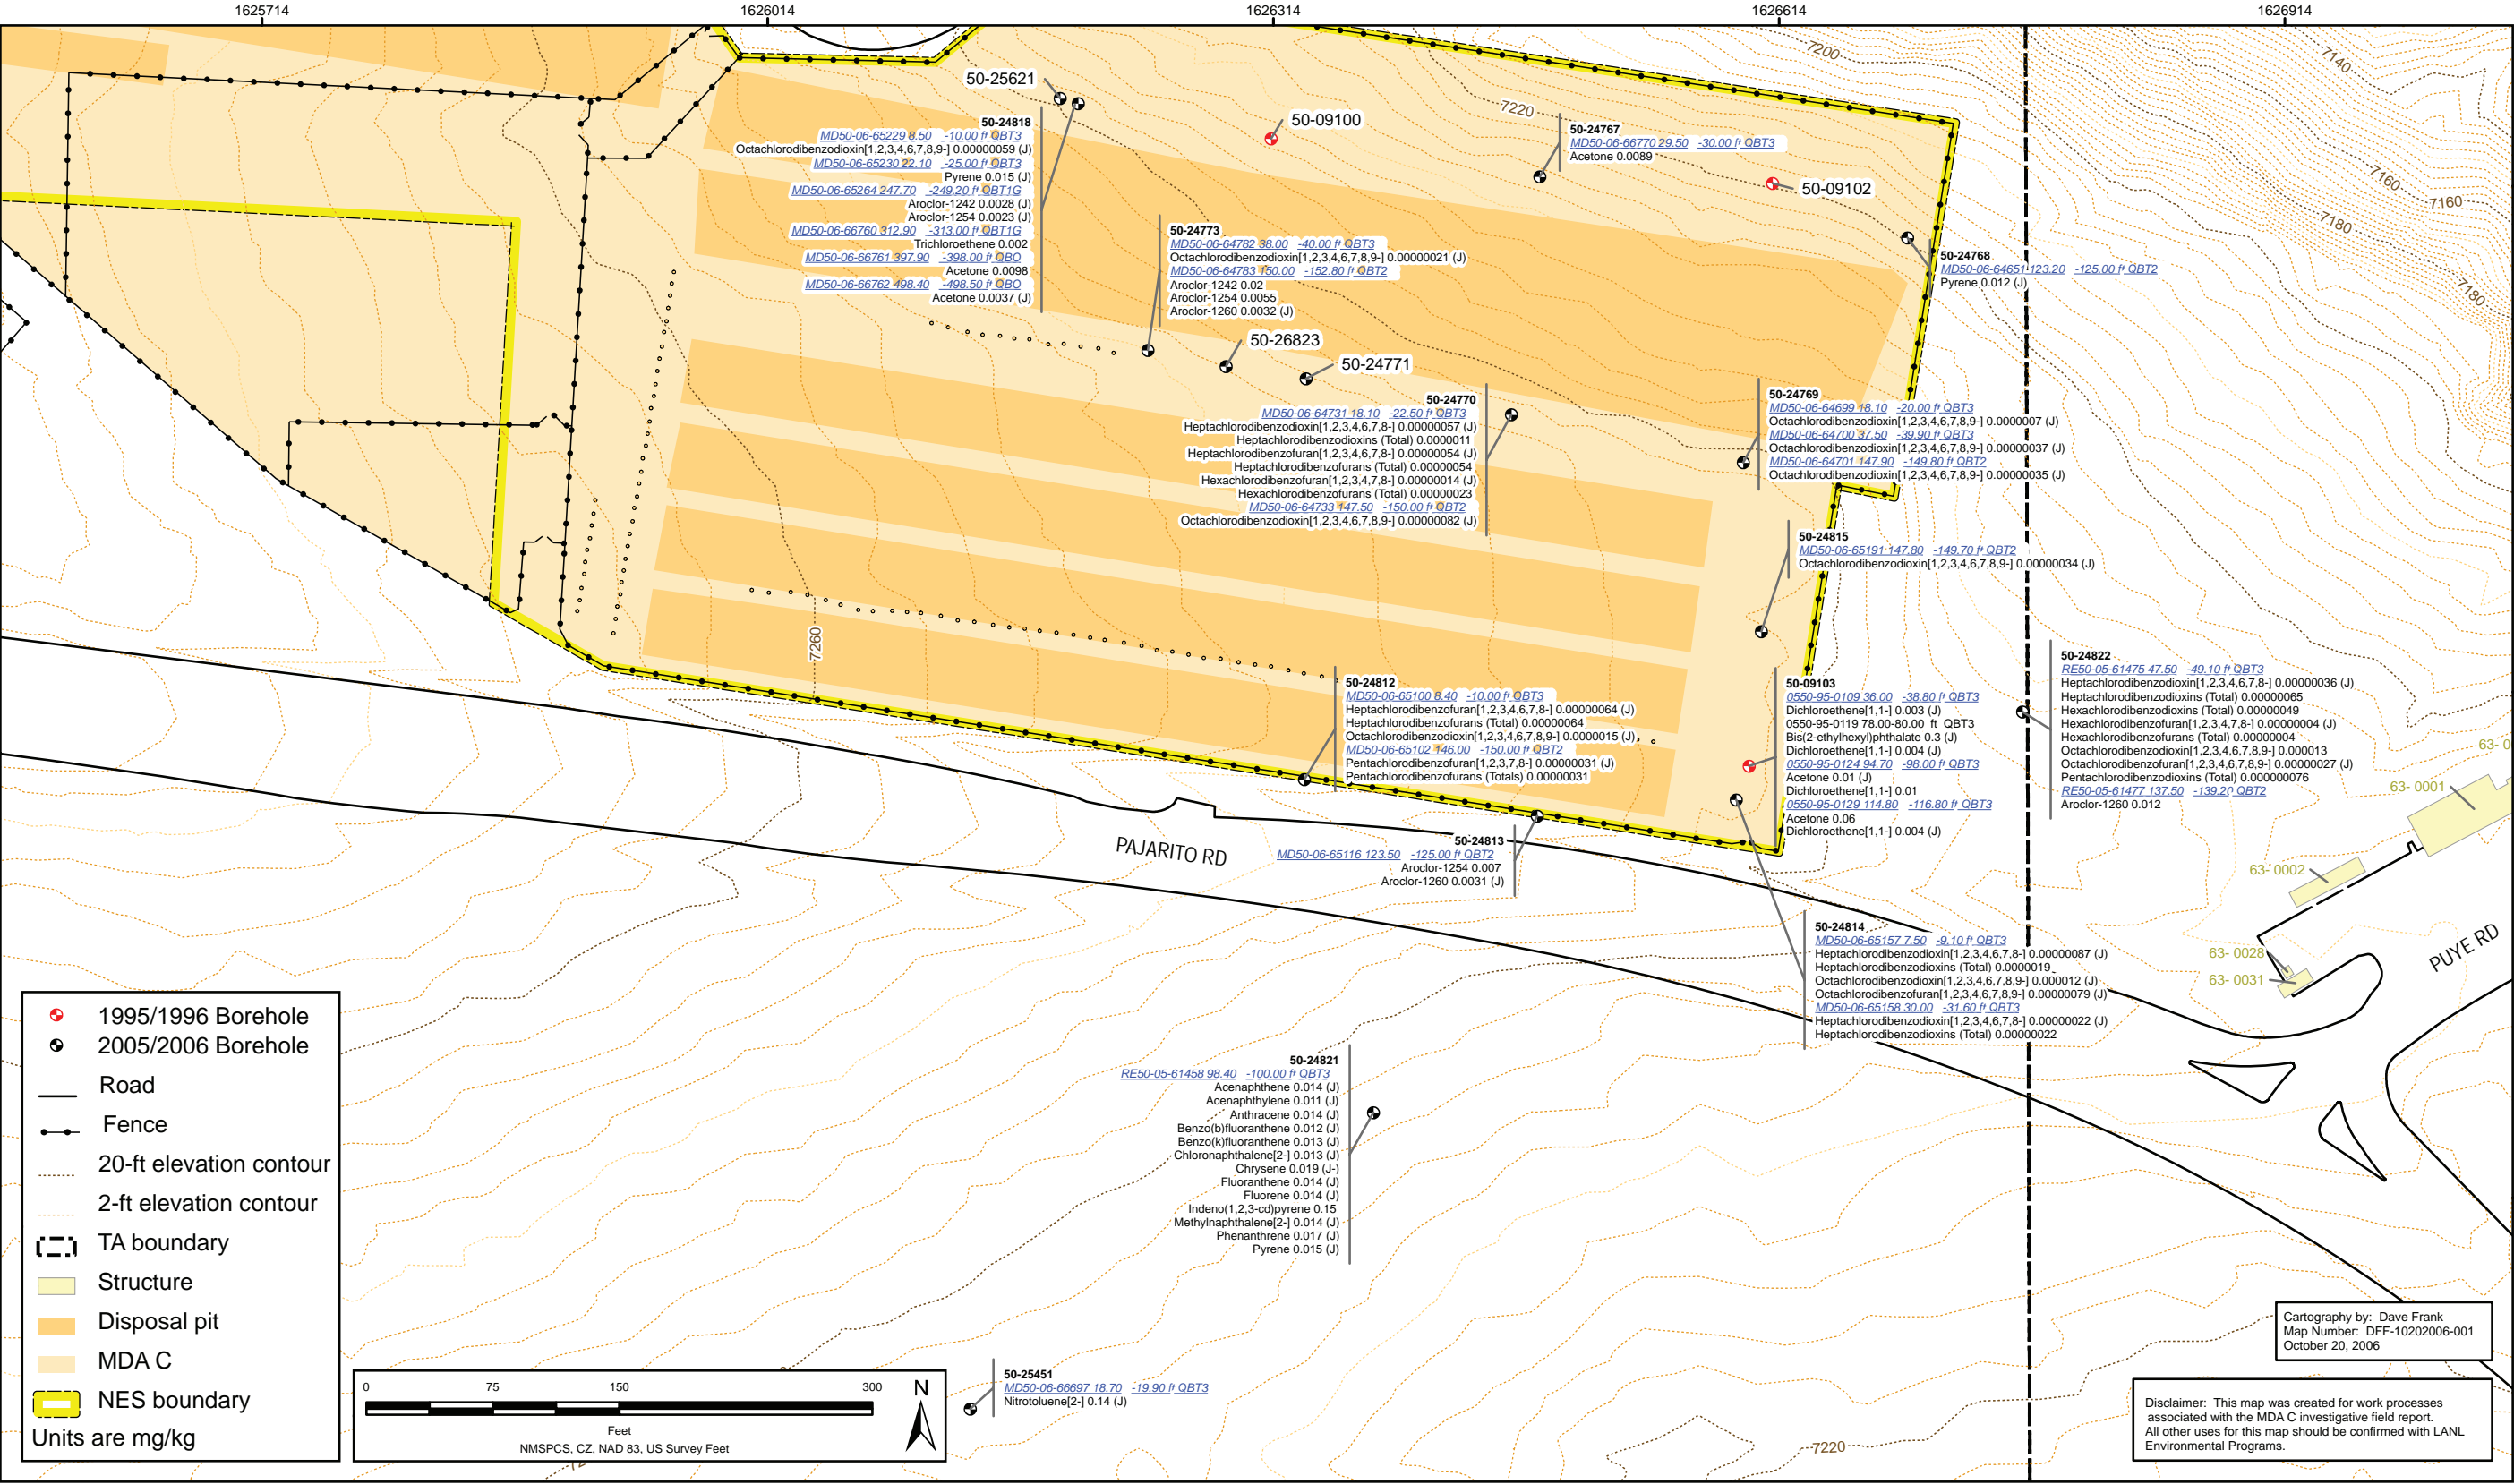 1625714
1626014
1626314
1626614
1626914
7200
7140
7220
7160
7160
7180
7180
50-25621
50-24818
MD50-06-65229 8.50 -10.00 ft QBT3
Octachlorodibenzodioxin[1,2,3,4,6,7,8,9-] 0.00000059 (J)
MD50-06-65230 22.10 -25.00 ft QBT3
Pyrene 0.015 (J)
MD50-06-65264 247.70 -249.20 ft QBT1G
Aroclor-1242 0.0028 (J)
Aroclor-1254 0.0023 (J)
MD50-06-66760 312.90 -313.00 ft QBT1G
Trichloroethene 0.002
MD50-06-66761 397.90 -398.00 ft QBO
Acetone 0.0098
MD50-06-66762 498.40 -498.50 ft QBO
Acetone 0.0037 (J)
50-09100
50-24767
MD50-06-66770 29.50 -30.00 ft QBT3
Acetone 0.0089
50-09102
50-24773
MD50-06-64782 38.00 -40.00 ft QBT3
Octachlorodibenzodioxin[1,2,3,4,6,7,8,9-] 0.00000021 (J)
MD50-06-64783 150.00 -152.80 ft QBT2
Aroclor-1242 0.02
Aroclor-1254 0.0055
Aroclor-1260 0.0032 (J)
50-24768
MD50-06-64651 123.20 -125.00 ft QBT2
Pyrene 0.012 (J)
50-26823
50-24771
50-24770
MD50-06-64731 18.10 -22.50 ft QBT3
Heptachlorodibenzodioxin[1,2,3,4,6,7,8-] 0.00000057 (J)
Heptachlorodibenzodioxins (Total) 0.0000011
Heptachlorodibenzofuran[1,2,3,4,6,7,8-] 0.00000054 (J)
Heptachlorodibenzofurans (Total) 0.00000054
Hexachlorodibenzofuran[1,2,3,4,7,8-] 0.00000014 (J)
Hexachlorodibenzofurans (Total) 0.00000023
MD50-06-64733 147.50 -150.00 ft QBT2
Octachlorodibenzodioxin[1,2,3,4,6,7,8,9-] 0.00000082 (J)
50-24769
MD50-06-64699 18.10 -20.00 ft QBT3
Octachlorodibenzodioxin[1,2,3,4,6,7,8,9-] 0.0000007 (J)
MD50-06-64700 37.50 -39.90 ft QBT3
Octachlorodibenzodioxin[1,2,3,4,6,7,8,9-] 0.00000037 (J)
MD50-06-64701 147.90 -149.80 ft QBT2
Octachlorodibenzodioxin[1,2,3,4,6,7,8,9-] 0.00000035 (J)
50-24815
MD50-06-65191 147.80 -149.70 ft QBT2
Octachlorodibenzodioxin[1,2,3,4,6,7,8,9-] 0.00000034 (J)
7260
50-24812
MD50-06-65100 8.40 -10.00 ft QBT3
Heptachlorodibenzofuran[1,2,3,4,6,7,8-] 0.00000064 (J)
Heptachlorodibenzofurans (Total) 0.00000064
Octachlorodibenzodioxin[1,2,3,4,6,7,8,9-] 0.0000015 (J)
MD50-06-65102 146.00 -150.00 ft QBT2
Pentachlorodibenzofuran[1,2,3,7,8-] 0.00000031 (J)
Pentachlorodibenzofurans (Totals) 0.00000031
50-09103
0550-95-0109 36.00 -38.80 ft QBT3
Dichloroethene[1,1-] 0.003 (J)
0550-95-0119 78.00-80.00 ft QBT3
Bis(2-ethylhexyl)phthalate 0.3 (J)
Dichloroethene[1,1-] 0.004 (J)
0550-95-0124 94.70 -98.00 ft QBT3
Acetone 0.01 (J)
Dichloroethene[1,1-] 0.01
0550-95-0129 114.80 -116.80 ft QBT3
Acetone 0.06
Dichloroethene[1,1-] 0.004 (J)
50-24822
RE50-05-61475 47.50 -49.10 ft QBT3
Heptachlorodibenzodioxin[1,2,3,4,6,7,8-] 0.00000036 (J)
Heptachlorodibenzodioxins (Total) 0.00000065
Hexachlorodibenzodioxins (Total) 0.00000049
Hexachlorodibenzofuran[1,2,3,4,7,8-] 0.00000004 (J)
Hexachlorodibenzofurans (Total) 0.00000004
Octachlorodibenzodioxin[1,2,3,4,6,7,8,9-] 0.000013
Octachlorodibenzofuran[1,2,3,4,6,7,8,9-] 0.00000027 (J)
Pentachlorodibenzodioxins (Total) 0.000000076
RE50-05-61477 137.50 -139.20 QBT2
Aroclor-1260 0.012
63- 0
63- 0001
63- 0002
63- 0028
63- 0031
PAJARITO RD
PUYE RD
50-24813
MD50-06-65116 123.50 -125.00 ft QBT2
Aroclor-1254 0.007
Aroclor-1260 0.0031 (J)
50-24814
MD50-06-65157 7.50 -9.10 ft QBT3
Heptachlorodibenzodioxin[1,2,3,4,6,7,8-] 0.00000087 (J)
Heptachlorodibenzodioxins (Total) 0.0000019
Octachlorodibenzodioxin[1,2,3,4,6,7,8,9-] 0.000012 (J)
Octachlorodibenzofuran[1,2,3,4,6,7,8,9-] 0.00000079 (J)
MD50-06-65158 30.00 -31.60 ft QBT3
Heptachlorodibenzodioxin[1,2,3,4,6,7,8-] 0.00000022 (J)
Heptachlorodibenzodioxins (Total) 0.00000022
50-24821
RE50-05-61458 98.40 -100.00 ft QBT3
Acenaphthene 0.014 (J)
Acenaphthylene 0.011 (J)
Anthracene 0.014 (J)
Benzo(b)fluoranthene 0.012 (J)
Benzo(k)fluoranthene 0.013 (J)
Chloronaphthalene[2-] 0.013 (J)
Chrysene 0.019 (J-)
Fluoranthene 0.014 (J)
Fluorene 0.014 (J)
Indeno(1,2,3-cd)pyrene 0.15
Methylnaphthalene[2-] 0.014 (J)
Phenanthrene 0.017 (J)
Pyrene 0.015 (J)
50-25451
MD50-06-66697 18.70 -19.90 ft QBT3
Nitrotoluene[2-] 0.14 (J)
7220
1995/1996 Borehole
2005/2006 Borehole
Road
Fence
20-ft elevation contour
2-ft elevation contour
TA boundary
Structure
Disposal pit
MDA C
NES boundary
Units are mg/kg
0 75 150 300
N
Feet
NMSPCS, CZ, NAD 83, US Survey Feet
Cartography by: Dave Frank
Map Number: DFF-10202006-001
October 20, 2006
Disclaimer: This map was created for work processes
associated with the MDA C investigative field report.
All other uses for this map should be confirmed with LANL
Environmental Programs.